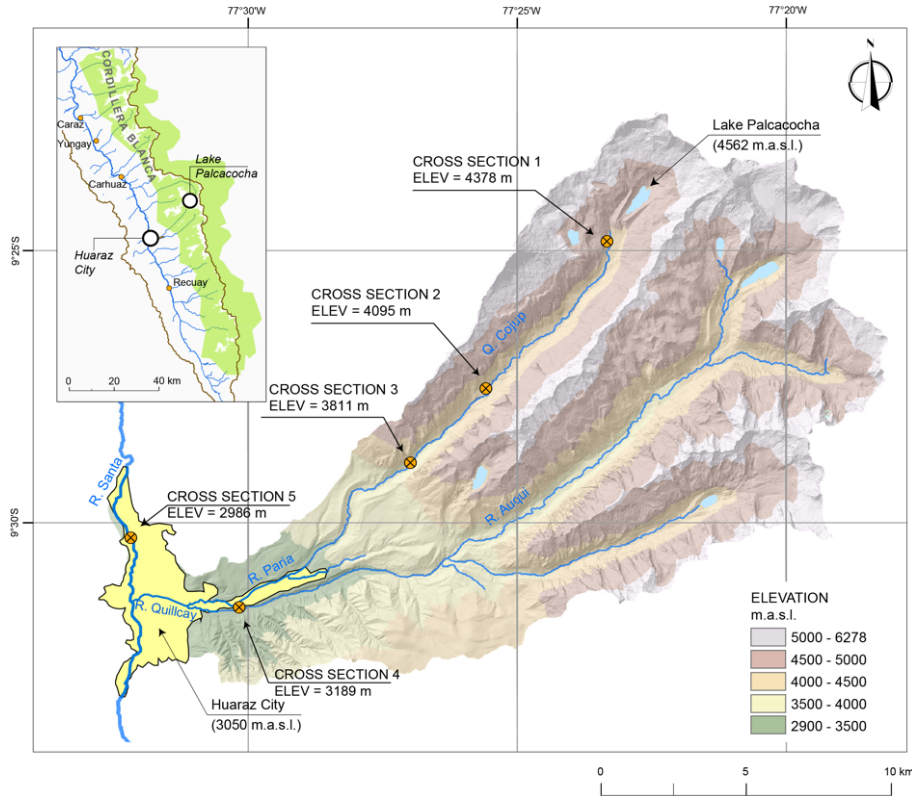 77°30'W
77°25'W
77°20'W
N
CORDILLERA BLANCA
Caraz
Yungay
Carhuaz
Lake
Palcacocha
Huaraz
City
Recuay
0
20
40 km
Lake Palcacocha
(4562 m.a.s.l.)
CROSS SECTION 1
ELEV = 4378 m
9°25'S
CROSS SECTION 2
ELEV = 4095 m
Q. Cojup
CROSS SECTION 3
ELEV = 3811 m
R. Santa
CROSS SECTION 5
ELEV = 2986 m
R. Auqui
9°30'S
R. Paria
R. Quillcay
CROSS SECTION 4
ELEV = 3189 m
Huaraz City
(3050 m.a.s.l.)
ELEVATION
m.a.s.l.
5000 - 6278
4500 - 5000
4000 - 4500
3500 - 4000
2900 - 3500
0
5
10 km